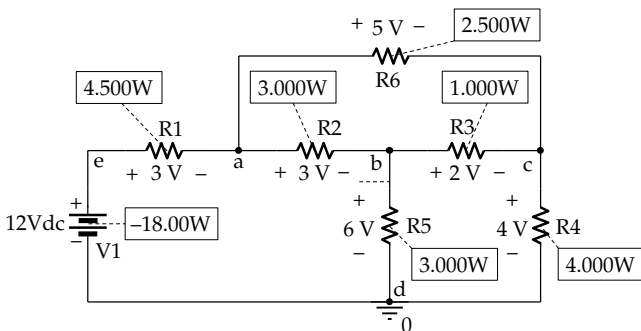 + 5 V –
2.500W
R6
4.500W
3.000W
1.000W
R1
R2
R3
e
a
b
c
+ 3 V –
+ 3 V –
+ 2 V –
12Vdc
+
–
V1
–18.00W
+
6 V
–
R5
3.000W
+
4 V
–
R4
4.000W
d
0